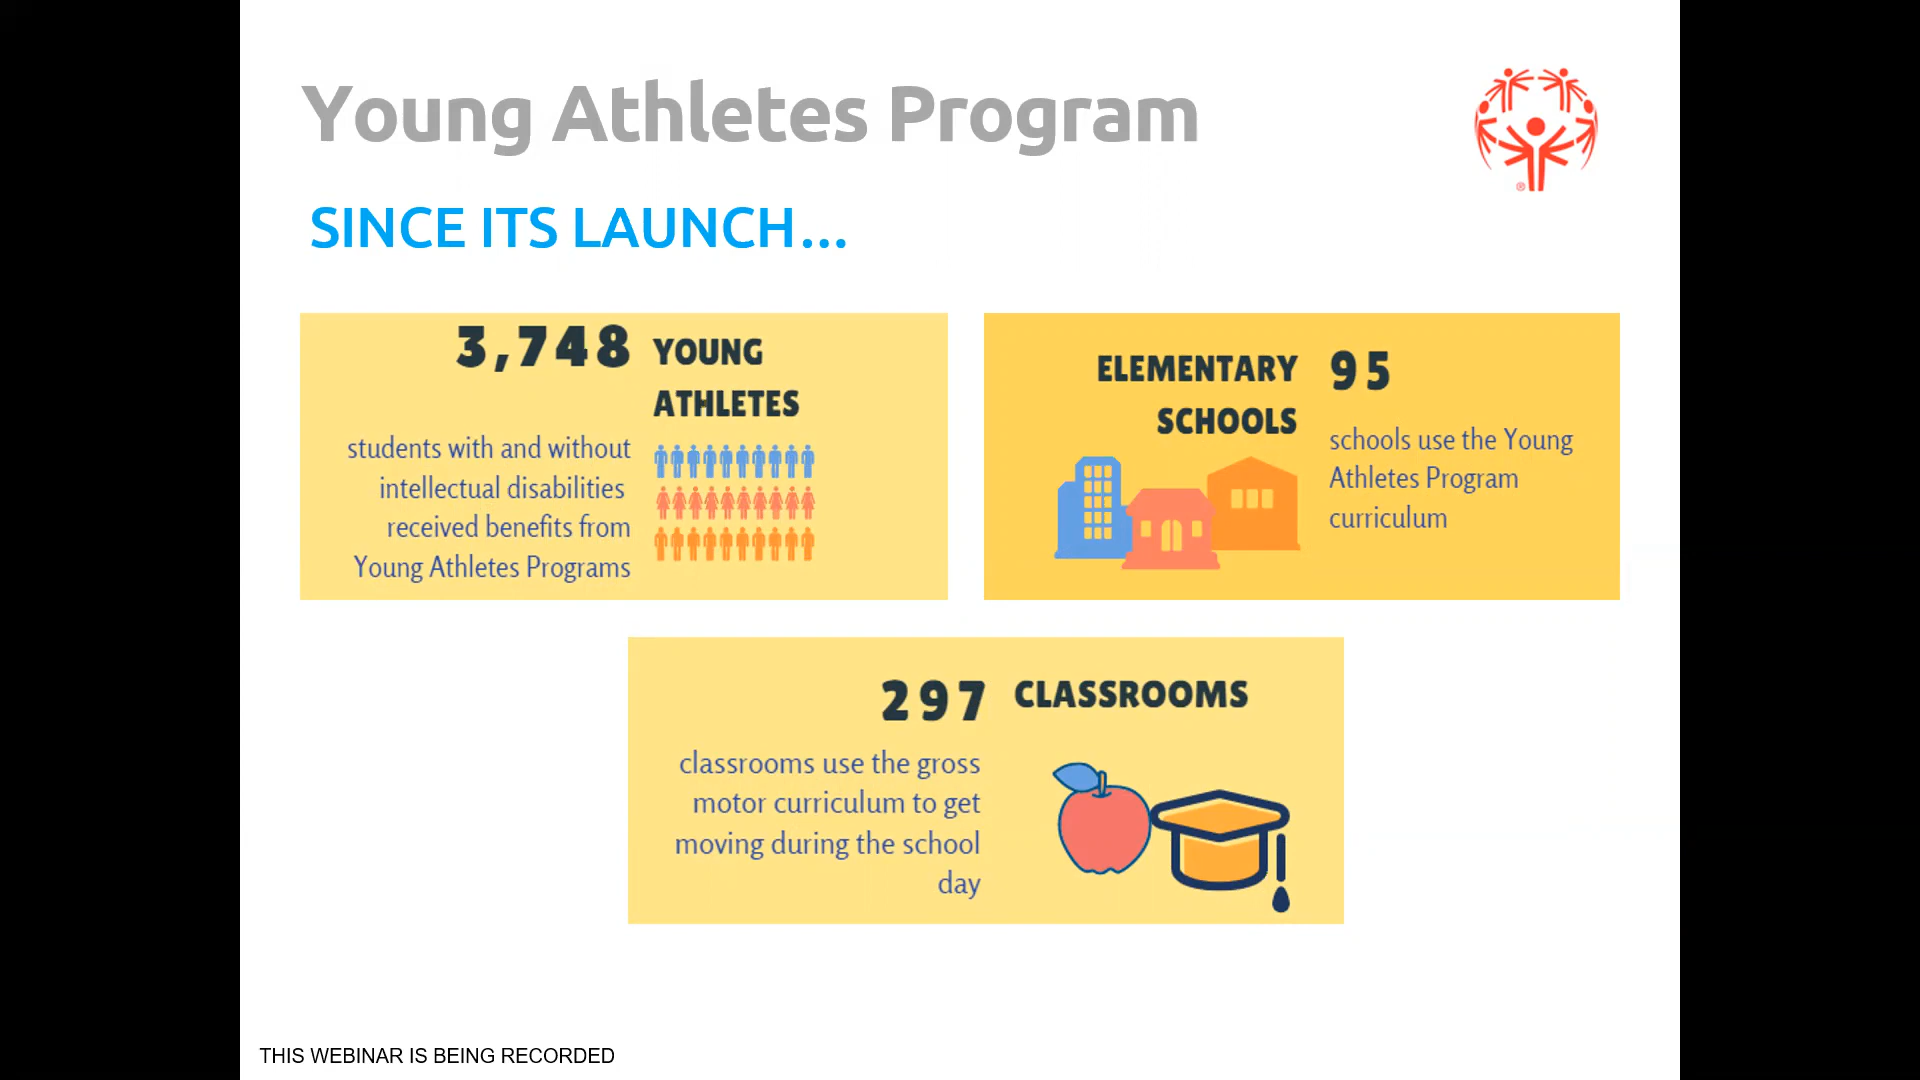 Young Athletes Program
SINCE ITS LAUNCH...
3,748 YOUNG
ATHLETES
students with and without
intellectual disabilities
received benefits from
Young Athletes Programs
ELEMENTARY
SCHOOLS
95
schools use the Young
Athletes Program
curriculum
297 CLASSROOMS
classrooms use the gross
motor curriculum to get
moving during the school
day
®
THIS WEBINAR IS BEING RECORDED